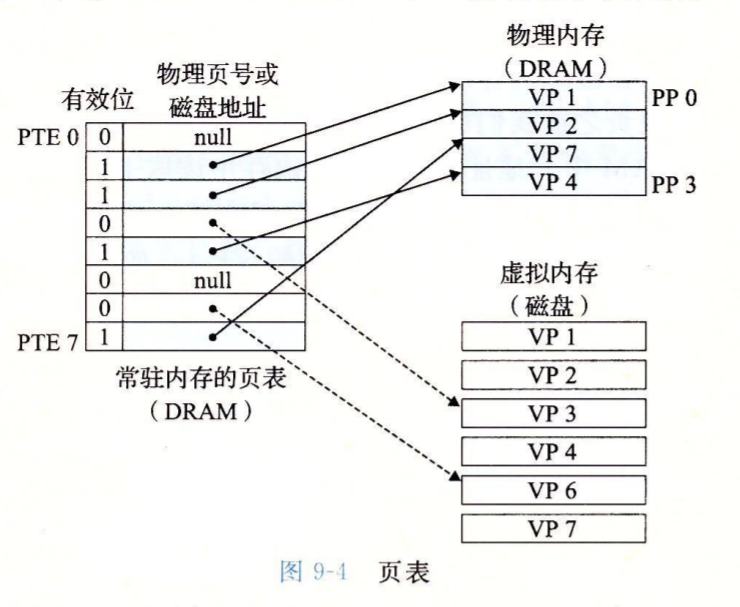 物理页号或
有效位 磁盘地址
PTE 0 0 null
1
1
0
1
0 null
0
PTE 7 1
常驻内存的页表
(DRAM)
物理内存
(DRAM)
VP 1 PP 0
VP 2
VP 7
VP 4 PP 3
虚拟内存
(磁盘)
VP 1
VP 2
VP 3
VP 4
VP 6
VP 7
图 9-4 页表